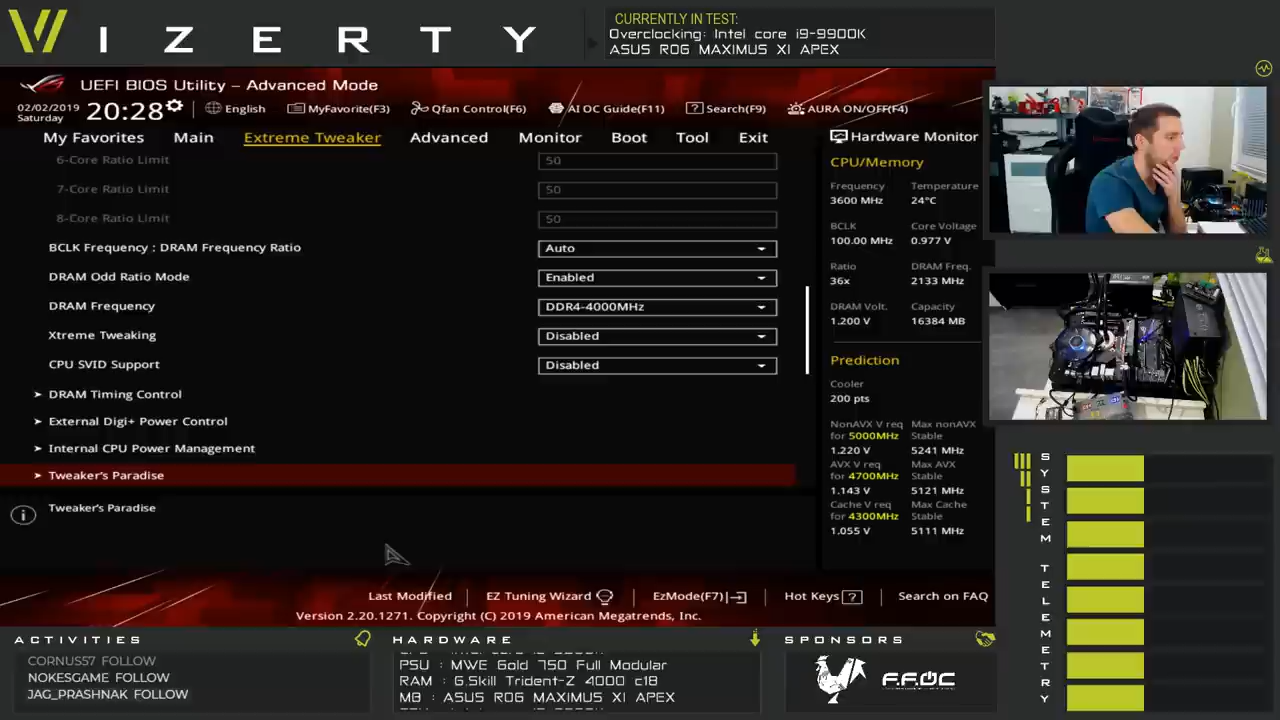 WIZERTY
CURRENTLY IN TEST:
Overclocking: Intel core i9-9900K
ASUS ROG MAXIMUS XI APEX
UEFI BIOS Utility – Advanced Mode
02/02/2019
Saturday
20:28
English
MyFavorite(F3)
Qfan Control(F6)
AI OC Guide(F11)
Search(F9)
AURA ON/OFF(F4)
My Favorites
Main
Extreme Tweaker
Advanced
Monitor
Boot
Tool
Exit
6-Core Ratio Limit 50
7-Core Ratio Limit 50
8-Core Ratio Limit 50
BCLK Frequency : DRAM Frequency Ratio Auto
DRAM Odd Ratio Mode Enabled
DRAM Frequency DDR4-4000MHz
Xtreme Tweaking Disabled
CPU SVID Support Disabled
DRAM Timing Control
External Digi+ Power Control
Internal CPU Power Management
Tweaker's Paradise
Tweaker's Paradise
Hardware Monitor
CPU/Memory
Frequency Temperature
3600 MHz 24°C
BCLK Core Voltage
100.00 MHz 0.977 V
Ratio DRAM Freq.
36x 2133 MHz
DRAM Volt. Capacity
1.200 V 16384 MB
Prediction
Cooler
200 pts
NonAVX V req Max nonAVX
for 5000MHz Stable
1.220 V 5241 MHz
AVX V req Max AVX
for 4700MHz Stable
1.143 V 5121 MHz
Cache V req Max Cache
for 4300MHz Stable
1.055 V 5111 MHz
Last Modified
EZ Tuning Wizard
EzMode(F7)
Hot Keys ?
Search on FAQ
Version 2.20.1271. Copyright (C) 2019 American Megatrends, Inc.
SYSTEM TELEMETRY
ACTIVITIES
CORNUS57 FOLLOW
NOKESGAME FOLLOW
JAG_PRASHNAK FOLLOW
HARDWARE
PSU : MWE Gold 750 Full Modular
RAM : G.Skill Trident-Z 4000 c18
MB : ASUS ROG MAXIMUS XI APEX
SPONSORS
F.F.OC